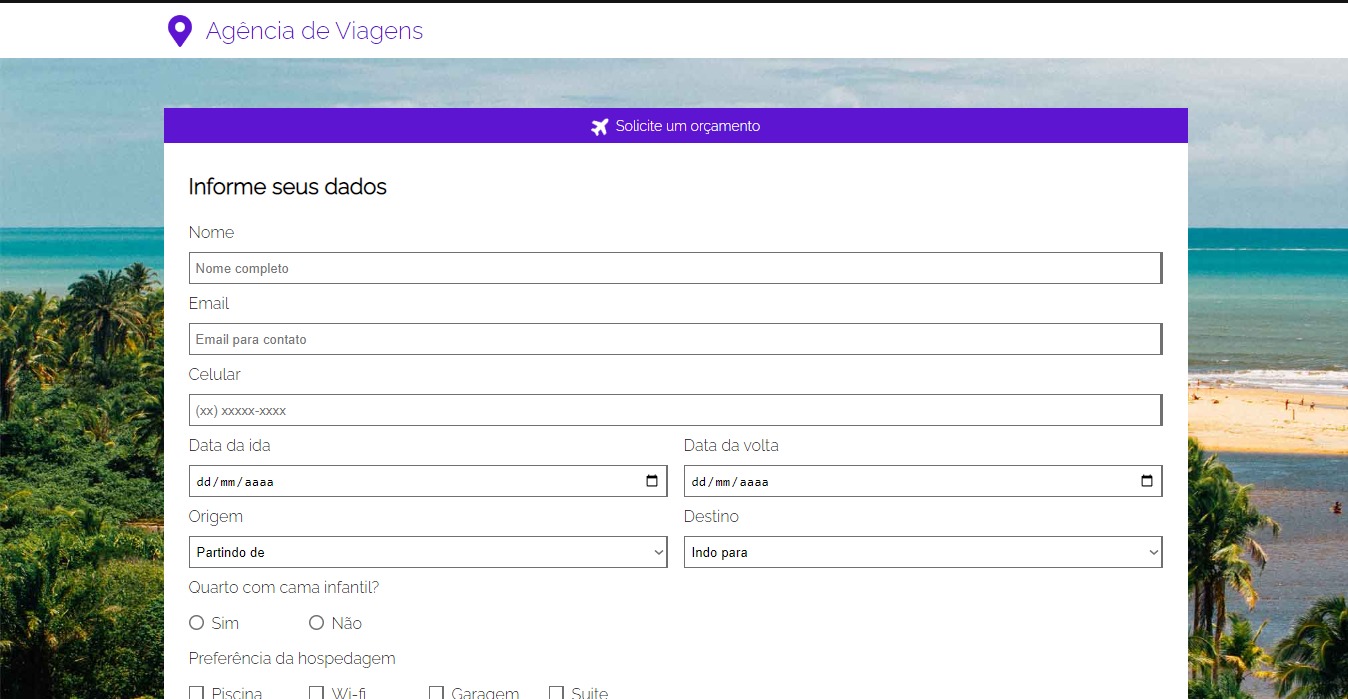 Agência de Viagens
Solicite um orçamento
Informe seus dados
Nome
Nome completo
Email
Email para contato
Celular
(xx) xxxxx-xxxx
Data da ida Data da volta
dd/mm/aaaa dd/mm/aaaa
Origem Destino
Partindo de Indo para
Quarto com cama infantil?
Sim Não
Preferência da hospedagem
Piscina Wi-fi Garagem Suite